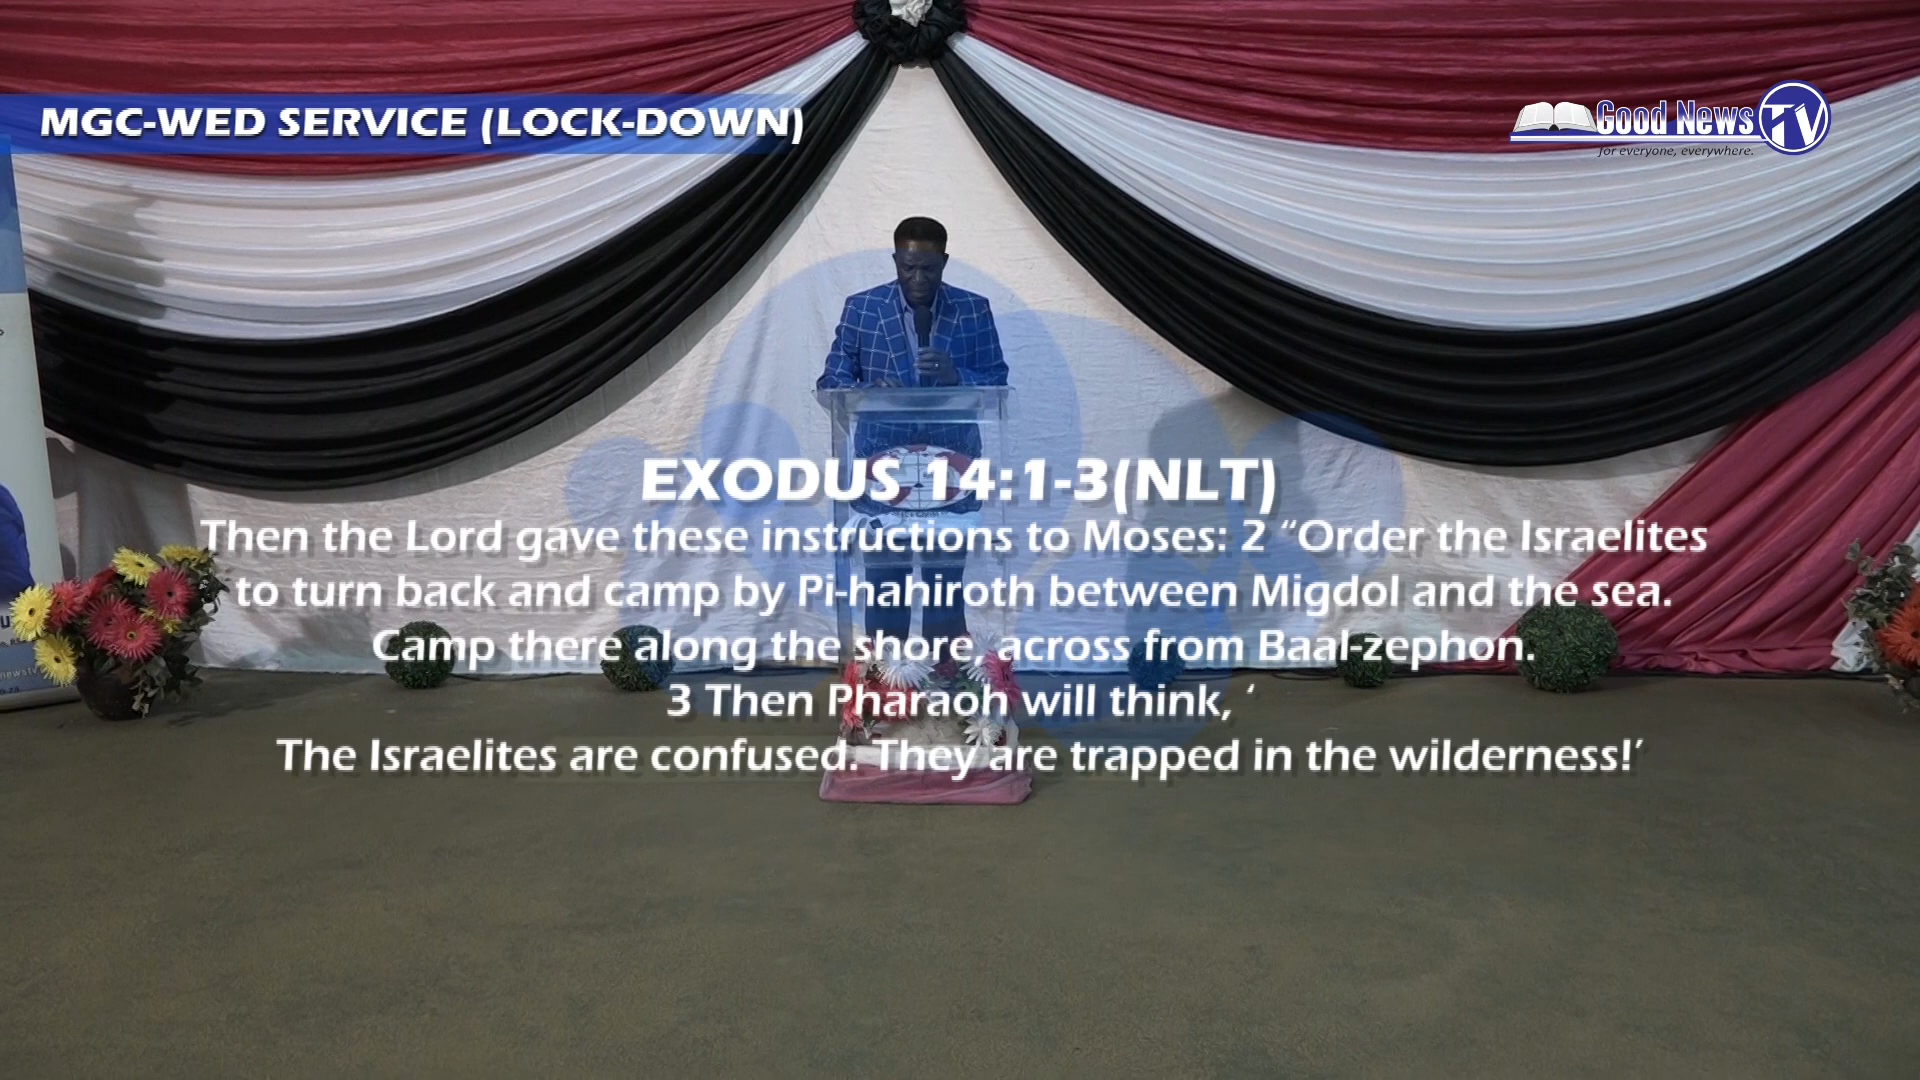 MGC-WED SERVICE (LOCK-DOWN)
Good News TV
for everyone, everywhere.
EXODUS 14:1-3(NLT)
Then the Lord gave these instructions to Moses: 2 “Order the Israelites
to turn back and camp by Pi-hahiroth between Migdol and the sea.
Camp there along the shore, across from Baal-zephon.
3 Then Pharaoh will think, ‘
The Israelites are confused. They are trapped in the wilderness!’